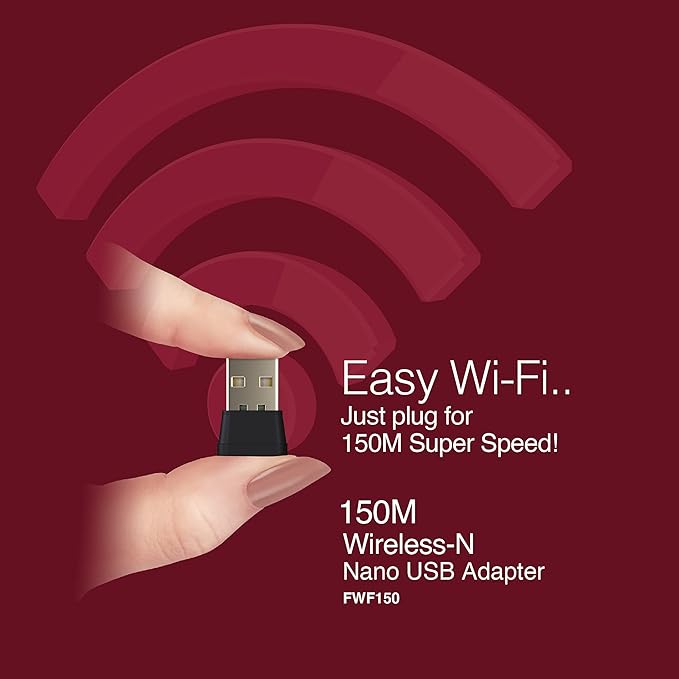 Easy Wi-Fi..
Just plug for
150M Super Speed!
150M
Wireless-N
Nano USB Adapter
FWF150